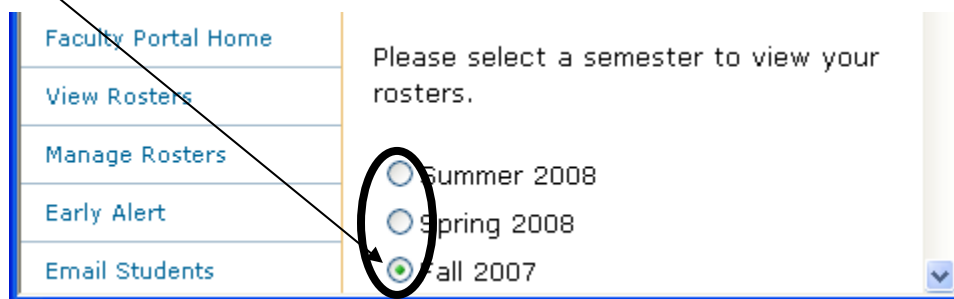 Faculty Portal Home
View Rosters
Manage Rosters
Early Alert
Email Students
Please select a semester to view your
rosters.
Summer 2008
Spring 2008
Fall 2007